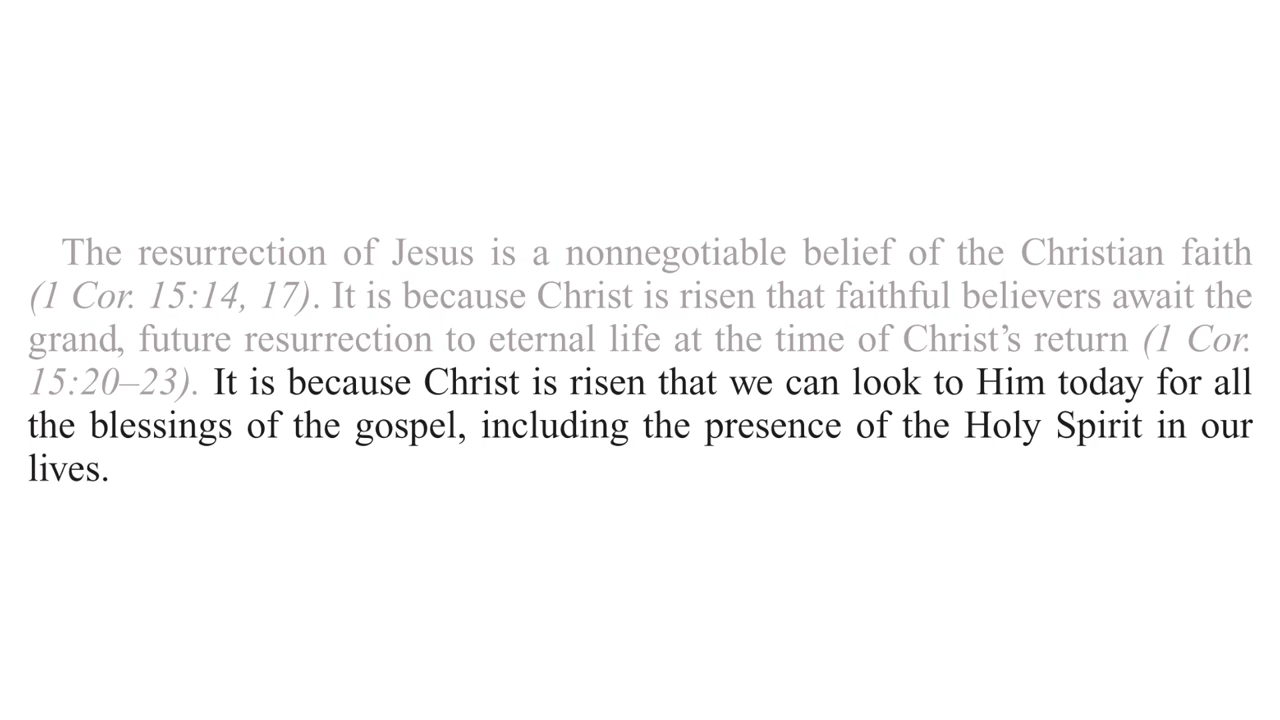 The resurrection of Jesus is a nonnegotiable belief of the Christian faith
(1 Cor. 15:14, 17). It is because Christ is risen that faithful believers await the
grand, future resurrection to eternal life at the time of Christ’s return (1 Cor.
15:20–23). It is because Christ is risen that we can look to Him today for all
the blessings of the gospel, including the presence of the Holy Spirit in our
lives.